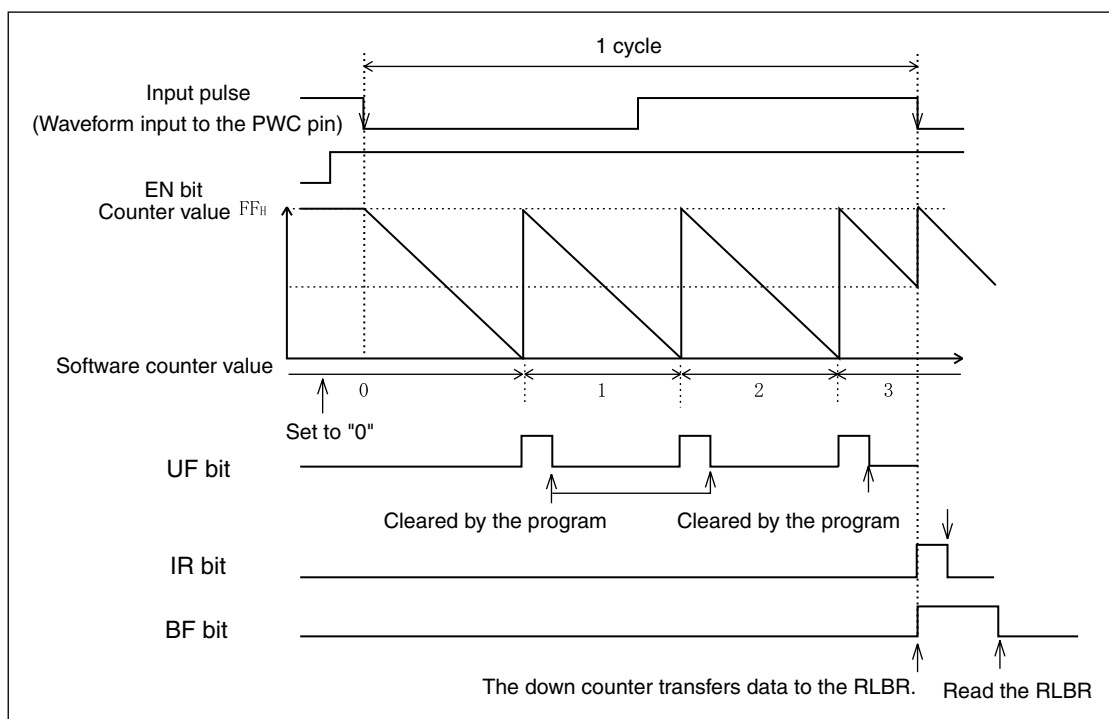 1 cycle
Input pulse
(Waveform input to the PWC pin)
EN bit
Counter value FFH
Software counter value
0 1 2 3
Set to "0"
UF bit
Cleared by the program Cleared by the program
IR bit
BF bit
The down counter transfers data to the RLBR. Read the RLBR